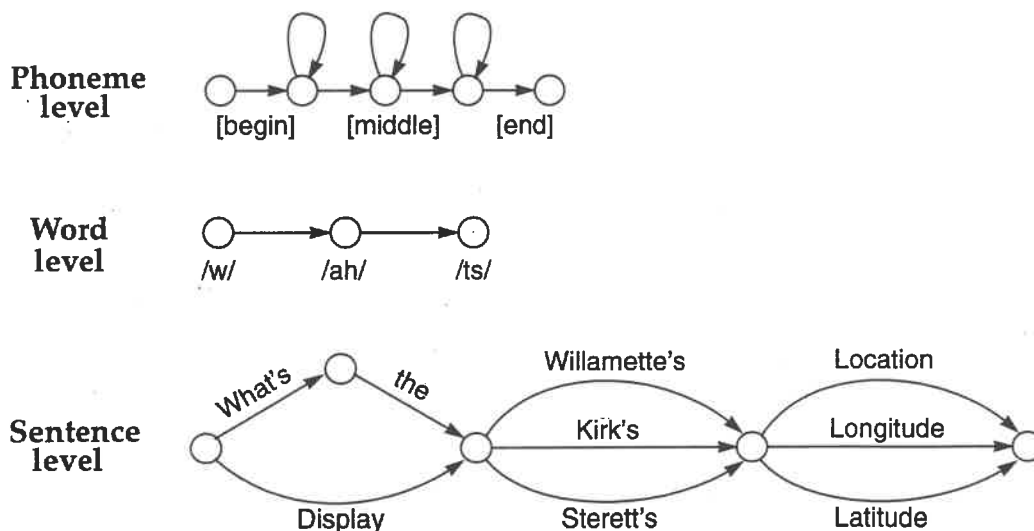 Phoneme
level
[begin] [middle] [end]
Word
level
/w/ /ah/ /ts/
Sentence
level
What's the Willamette's Location
Kirk's Longitude
Display Sterett's Latitude